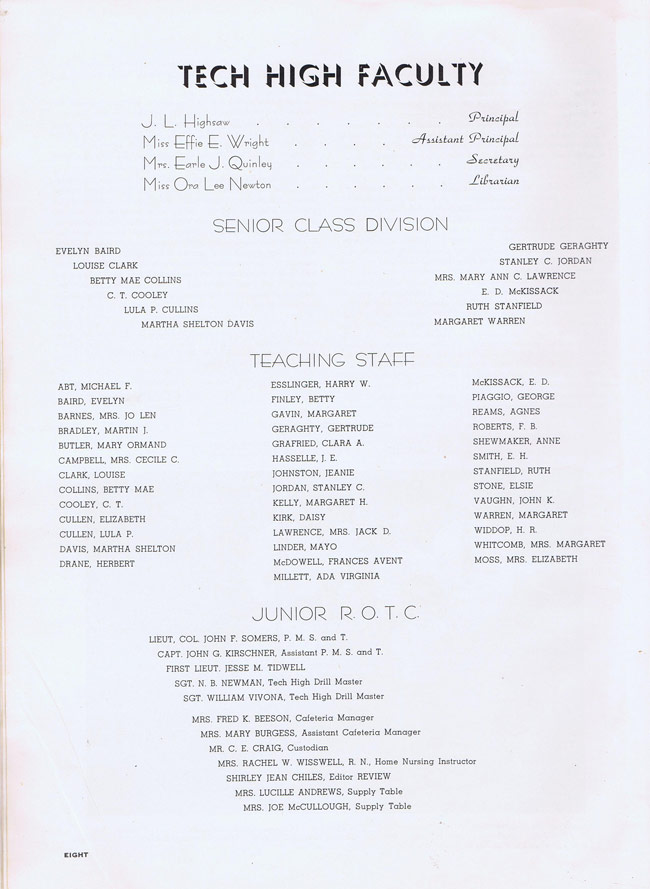 TECH HIGH FACULTY
J. L. Highsaw . . . . . . . Principal
Miss Effie E. Wright . . . . Assistant Principal
Mrs. Earle J. Quinley . . . . . . Secretary
Miss Ora Lee Newton . . . . . . Librarian
SENIOR CLASS DIVISION
EVELYN BAIRD
LOUISE CLARK
BETTY MAE COLLINS
C. T. COOLEY
LULA P. CULLINS
MARTHA SHELTON DAVIS
GERTRUDE GERAGHTY
STANLEY C. JORDAN
MRS. MARY ANN C. LAWRENCE
E. D. McKISSACK
RUTH STANFIELD
MARGARET WARREN
TEACHING STAFF
ABT, MICHAEL F.
BAIRD, EVELYN
BARNES, MRS. JO LEN
BRADLEY, MARTIN J.
BUTLER, MARY ORMAND
CAMPBELL, MRS. CECILE C.
CLARK, LOUISE
COLLINS, BETTY MAE
COOLEY, C. T.
CULLEN, ELIZABETH
CULLEN, LULA P.
DAVIS, MARTHA SHELTON
DRANE, HERBERT
ESSLINGER, HARRY W.
FINLEY, BETTY
GAVIN, MARGARET
GERAGHTY, GERTRUDE
GRAFRIED, CLARA A.
HASSELLE, J. E.
JOHNSTON, JEANIE
JORDAN, STANLEY C.
KELLY, MARGARET H.
KIRK, DAISY
LAWRENCE, MRS. JACK D.
LINDER, MAYO
McDOWELL, FRANCES AVENT
MILLETT, ADA VIRGINIA
McKISSACK, E. D.
PIAGGIO, GEORGE
REAMS, AGNES
ROBERTS, F. B.
SHEWMAKER, ANNE
SMITH, E. H.
STANFIELD, RUTH
STONE, ELSIE
VAUGHN, JOHN K.
WARREN, MARGARET
WIDDOP, H. R.
WHITCOMB, MRS. MARGARET
MOSS, MRS. ELIZABETH
JUNIOR R. O. T. C.
LIEUT, COL. JOHN F. SOMERS, P. M. S. and T.
CAPT. JOHN G. KIRSCHNER, Assistant P. M. S. and T.
FIRST LIEUT. JESSE M. TIDWELL
SGT. N. B. NEWMAN, Tech High Drill Master
SGT. WILLIAM VIVONA, Tech High Drill Master
MRS. FRED K. BEESON, Cafeteria Manager
MRS. MARY BURGESS, Assistant Cafeteria Manager
MR. C. E. CRAIG, Custodian
MRS. RACHEL W. WISSWELL, R. N., Home Nursing Instructor
SHIRLEY JEAN CHILES, Editor REVIEW
MRS. LUCILLE ANDREWS, Supply Table
MRS. JOE McCULLOUGH, Supply Table
EIGHT